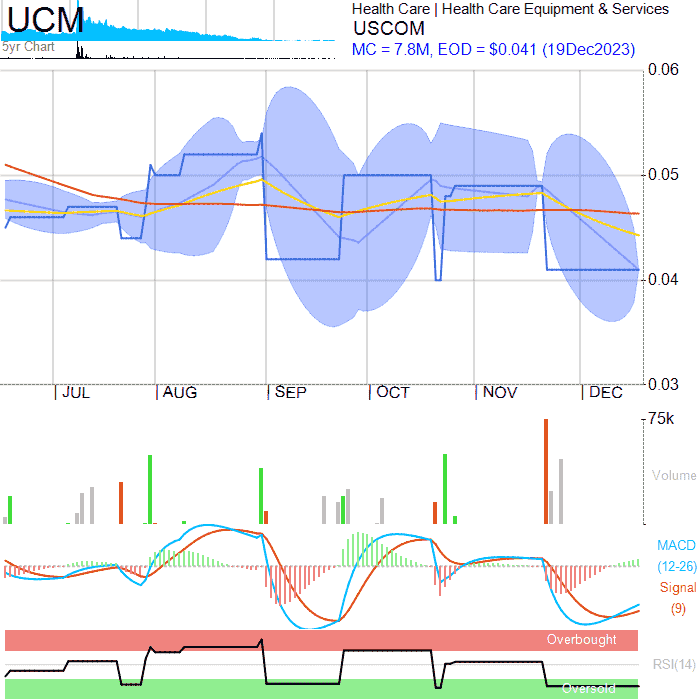 UCM
5yr Chart
Health Care | Health Care Equipment & Services
USCOM
MC = 7.8M, EOD = $0.041 (19Dec2023)
0.06
0.05
0.04
0.03
JUL AUG SEP OCT NOV DEC
75k
Volume
MACD
(12-26)
Signal
(9)
Overbought
RSI(14)
Oversold